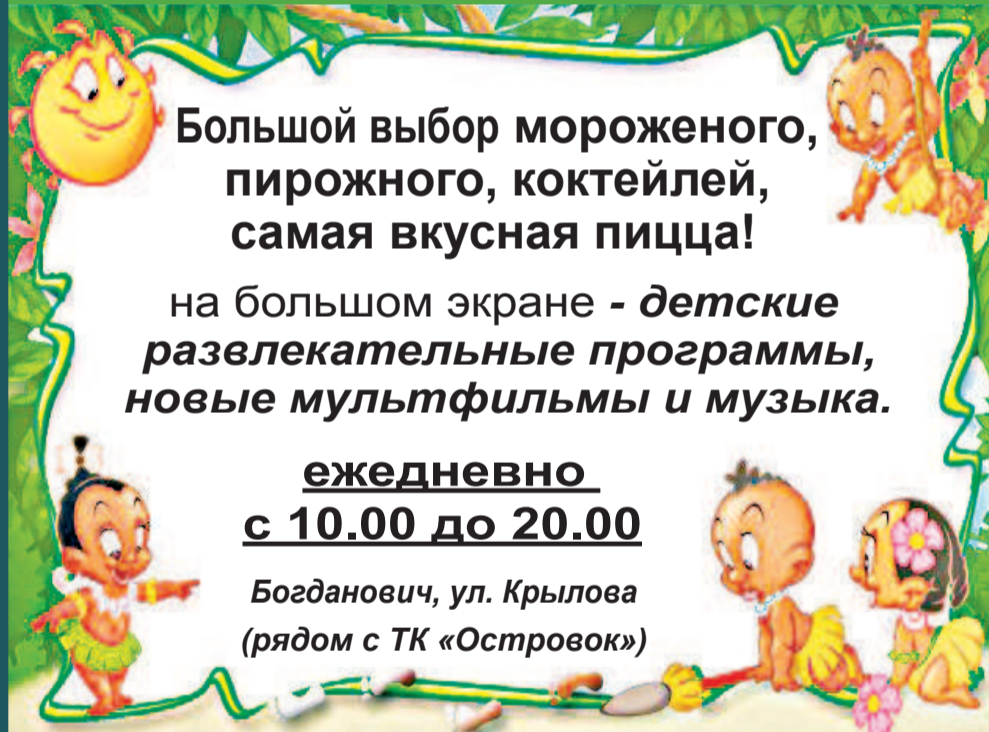 Большой выбор мороженого,
пирожного, коктейлей,
самая вкусная пицца!
на большом экране - детские
развлекательные программы,
новые мультфильмы и музыка.
ежедневно
с 10.00 до 20.00
Богданович, ул. Крылова
(рядом с ТК «Островок»)